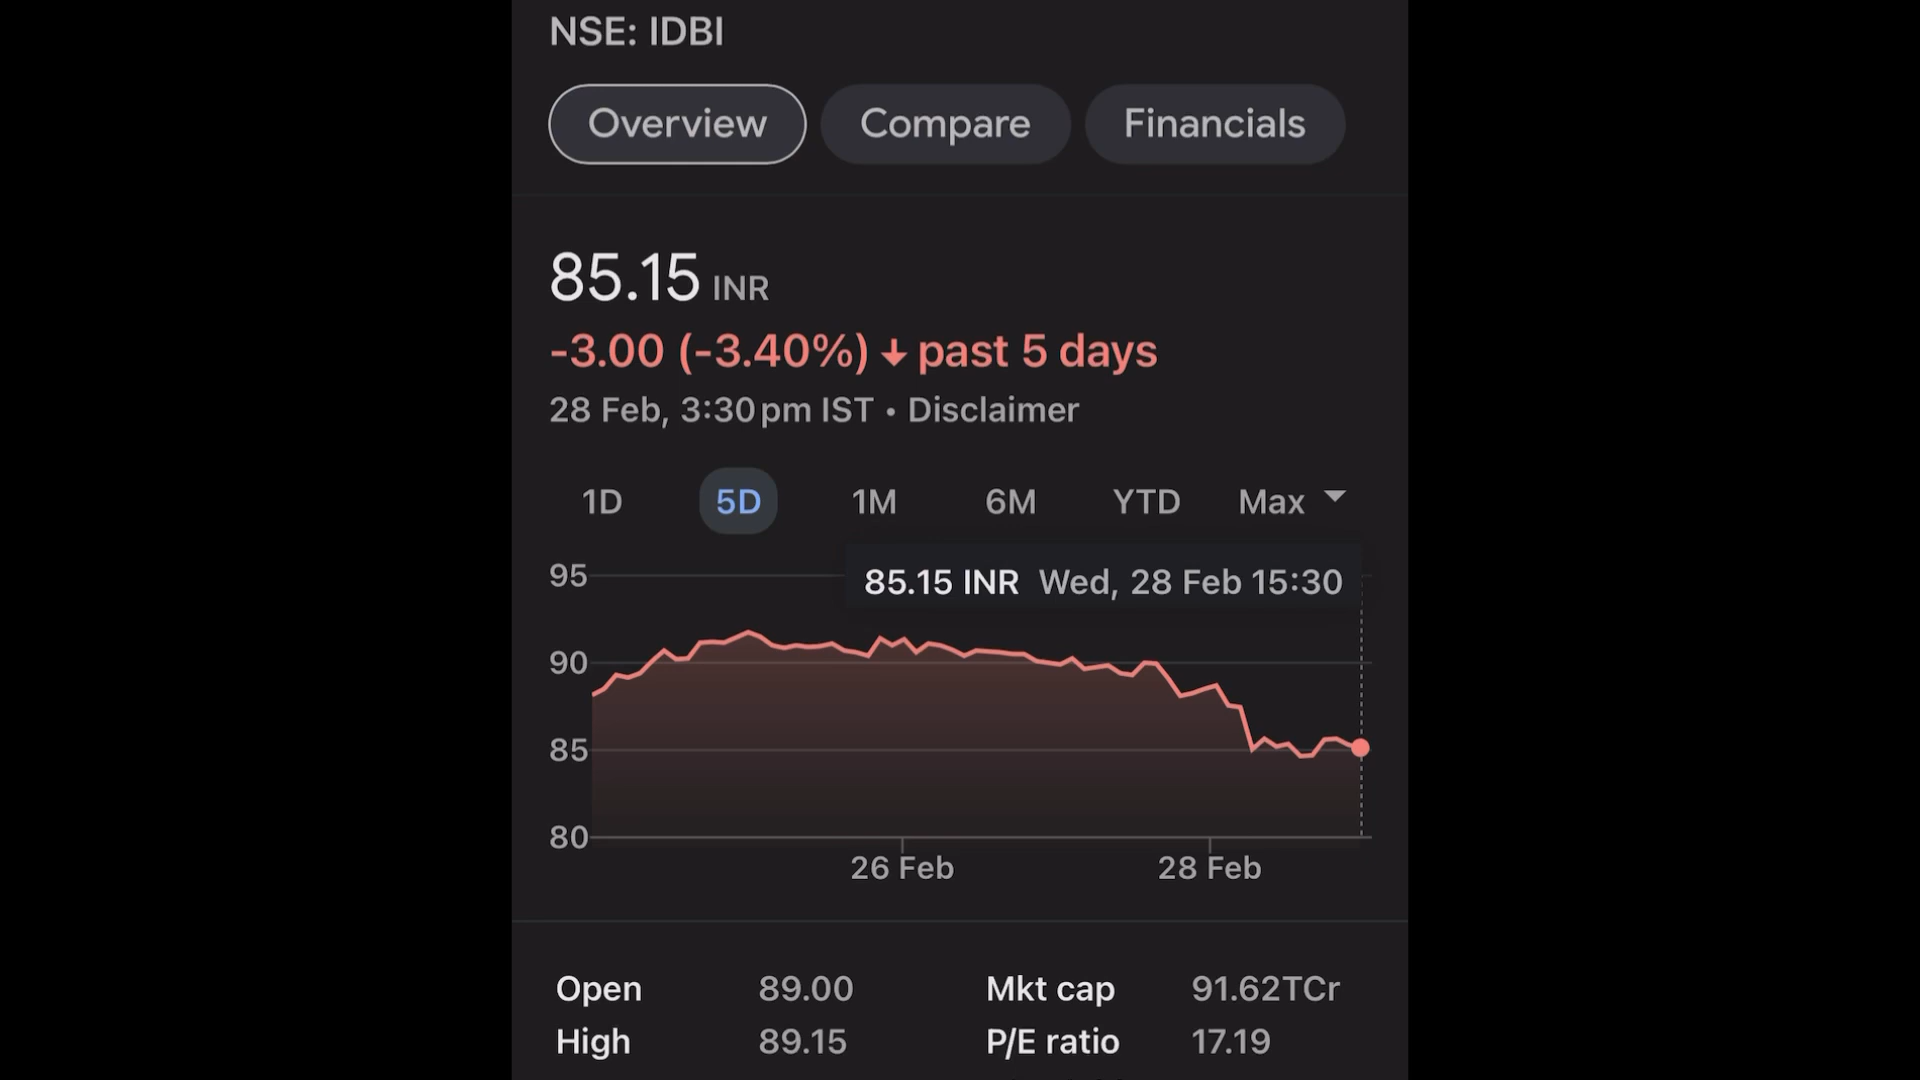 NSE: IDBI
Overview Compare Financials
85.15 INR
-3.00 (-3.40%) ↓ past 5 days
28 Feb, 3:30 pm IST • Disclaimer
1D 5D 1M 6M YTD Max
85.15 INR Wed, 28 Feb 15:30
95
90
85
80
26 Feb 28 Feb
Open 89.00 Mkt cap 91.62TCr
High 89.15 P/E ratio 17.19